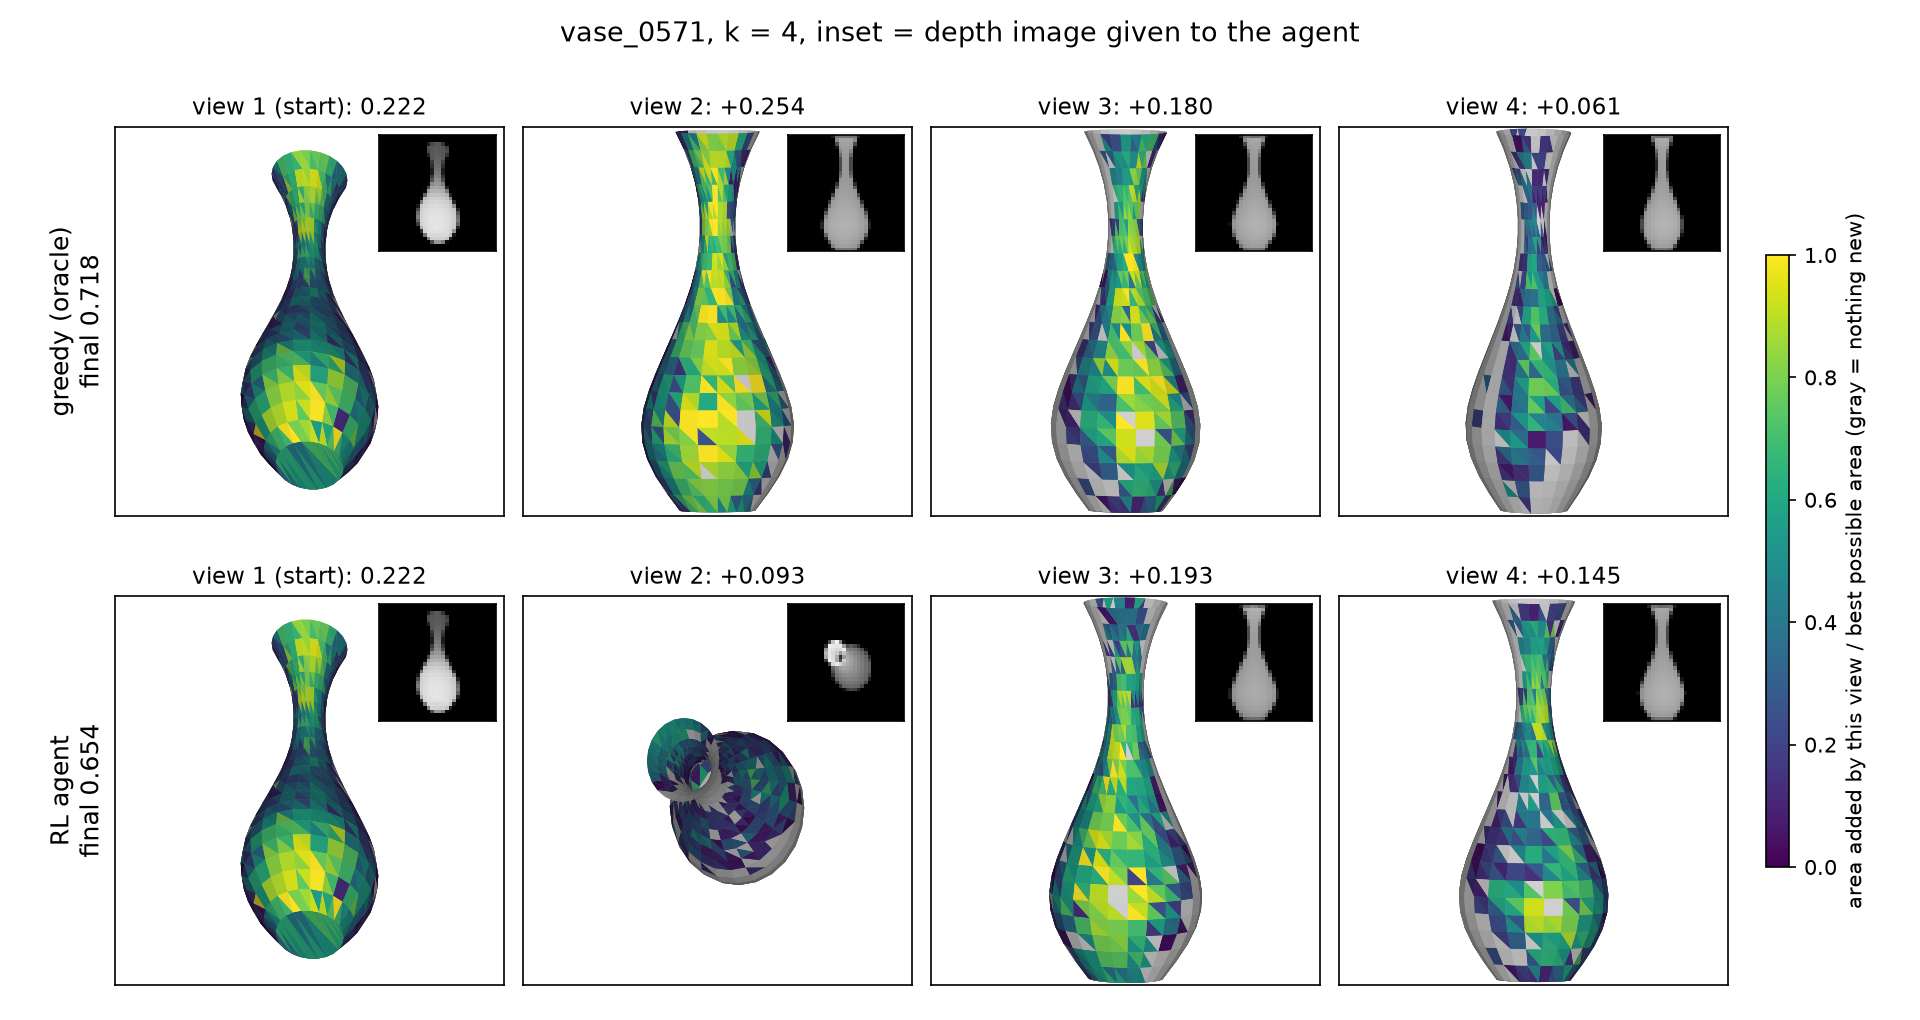 vase_0571, k = 4, inset = depth image given to the agent
view 1 (start): 0.222
view 2: +0.254
view 3: +0.180
view 4: +0.061
greedy (oracle)
final 0.718
view 1 (start): 0.222
view 2: +0.093
view 3: +0.193
view 4: +0.145
RL agent
final 0.654
1.0
0.8
0.6
0.4
0.2
0.0
area added by this view / best possible area (gray = nothing new)